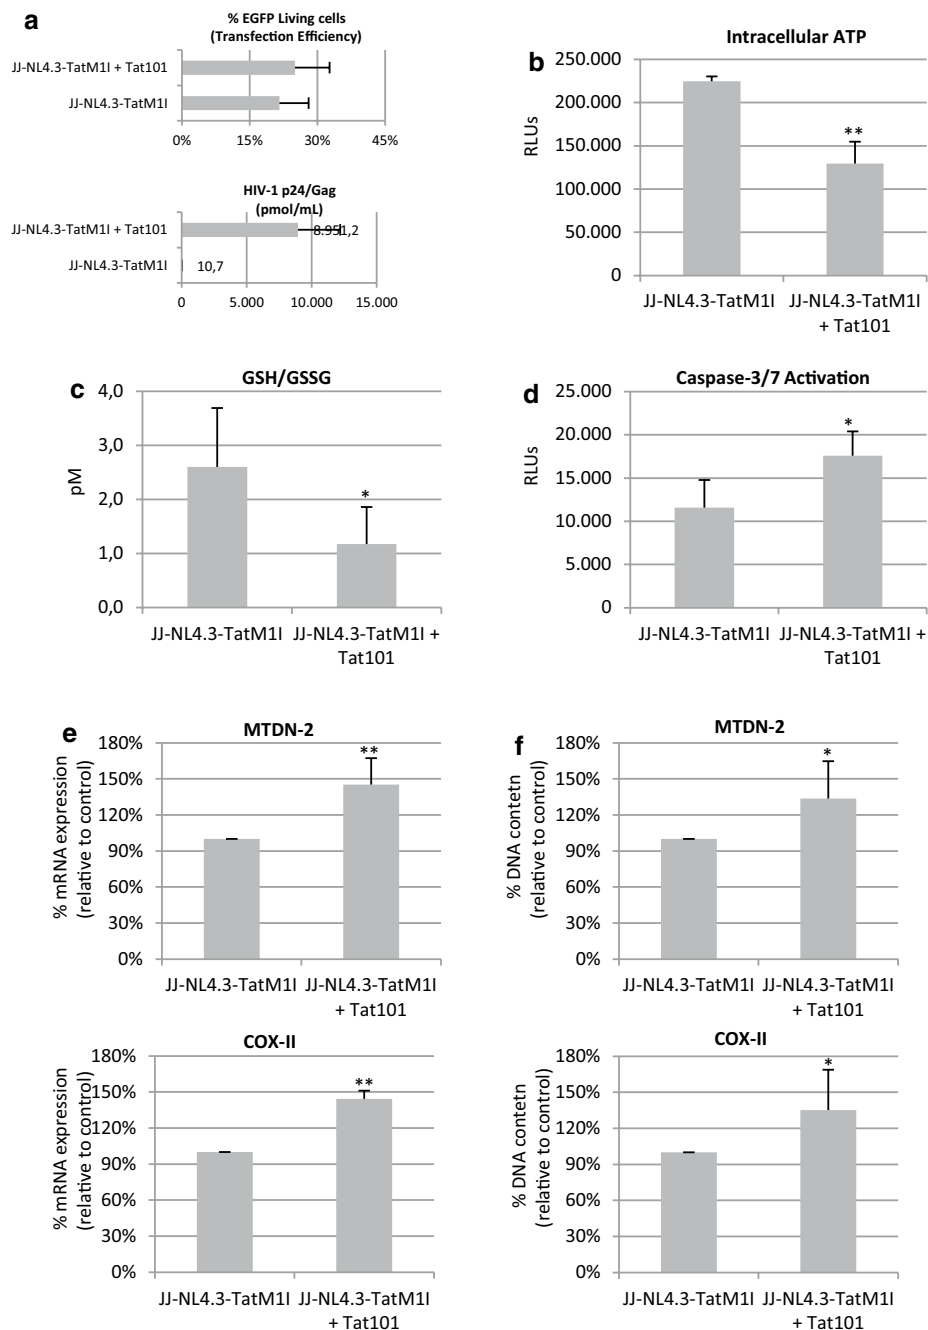 a
% EGFP Living cells
(Transfection Efficiency)
JJ-NL4.3-TatM1I + Tat101
JJ-NL4.3-TatM1I
0% 15% 30% 45%
HIV-1 p24/Gag
(pmol/mL)
JJ-NL4.3-TatM1I + Tat101
8.951,2
JJ-NL4.3-TatM1I
10,7
0 5.000 10.000 15.000
b
Intracellular ATP
RLUs
250.000
200.000
**
150.000
100.000
50.000
0
JJ-NL4.3-TatM1I JJ-NL4.3-TatM1I
+ Tat101
c
GSH/GSSG
pM
4,0
3,0
2,0
*
1,0
0,0
JJ-NL4.3-TatM1I JJ-NL4.3-TatM1I +
Tat101
d
Caspase-3/7 Activation
RLUs
25.000
*
20.000
15.000
10.000
5.000
0
JJ-NL4.3-TatM1I JJ-NL4.3-TatM1I +
Tat101
e
MTDN-2
% mRNA expression
(relative to control)
180%
**
150%
120%
90%
60%
30%
0%
JJ-NL4.3-TatM1I JJ-NL4.3-TatM1I
+ Tat101
COX-II
% mRNA expression
(relative to control)
180%
**
150%
120%
90%
60%
30%
0%
JJ-NL4.3-TatM1I JJ-NL4.3-TatM1I
+ Tat101
f
MTDN-2
% DNA contetn
(relative to control)
180%
*
150%
120%
90%
60%
30%
0%
JJ-NL4.3-TatM1I JJ-NL4.3-TatM1I
+ Tat101
COX-II
% DNA contetn
(relative to control)
180%
*
150%
120%
90%
60%
30%
0%
JJ-NL4.3-TatM1I JJ-NL4.3-TatM1I
+ Tat101